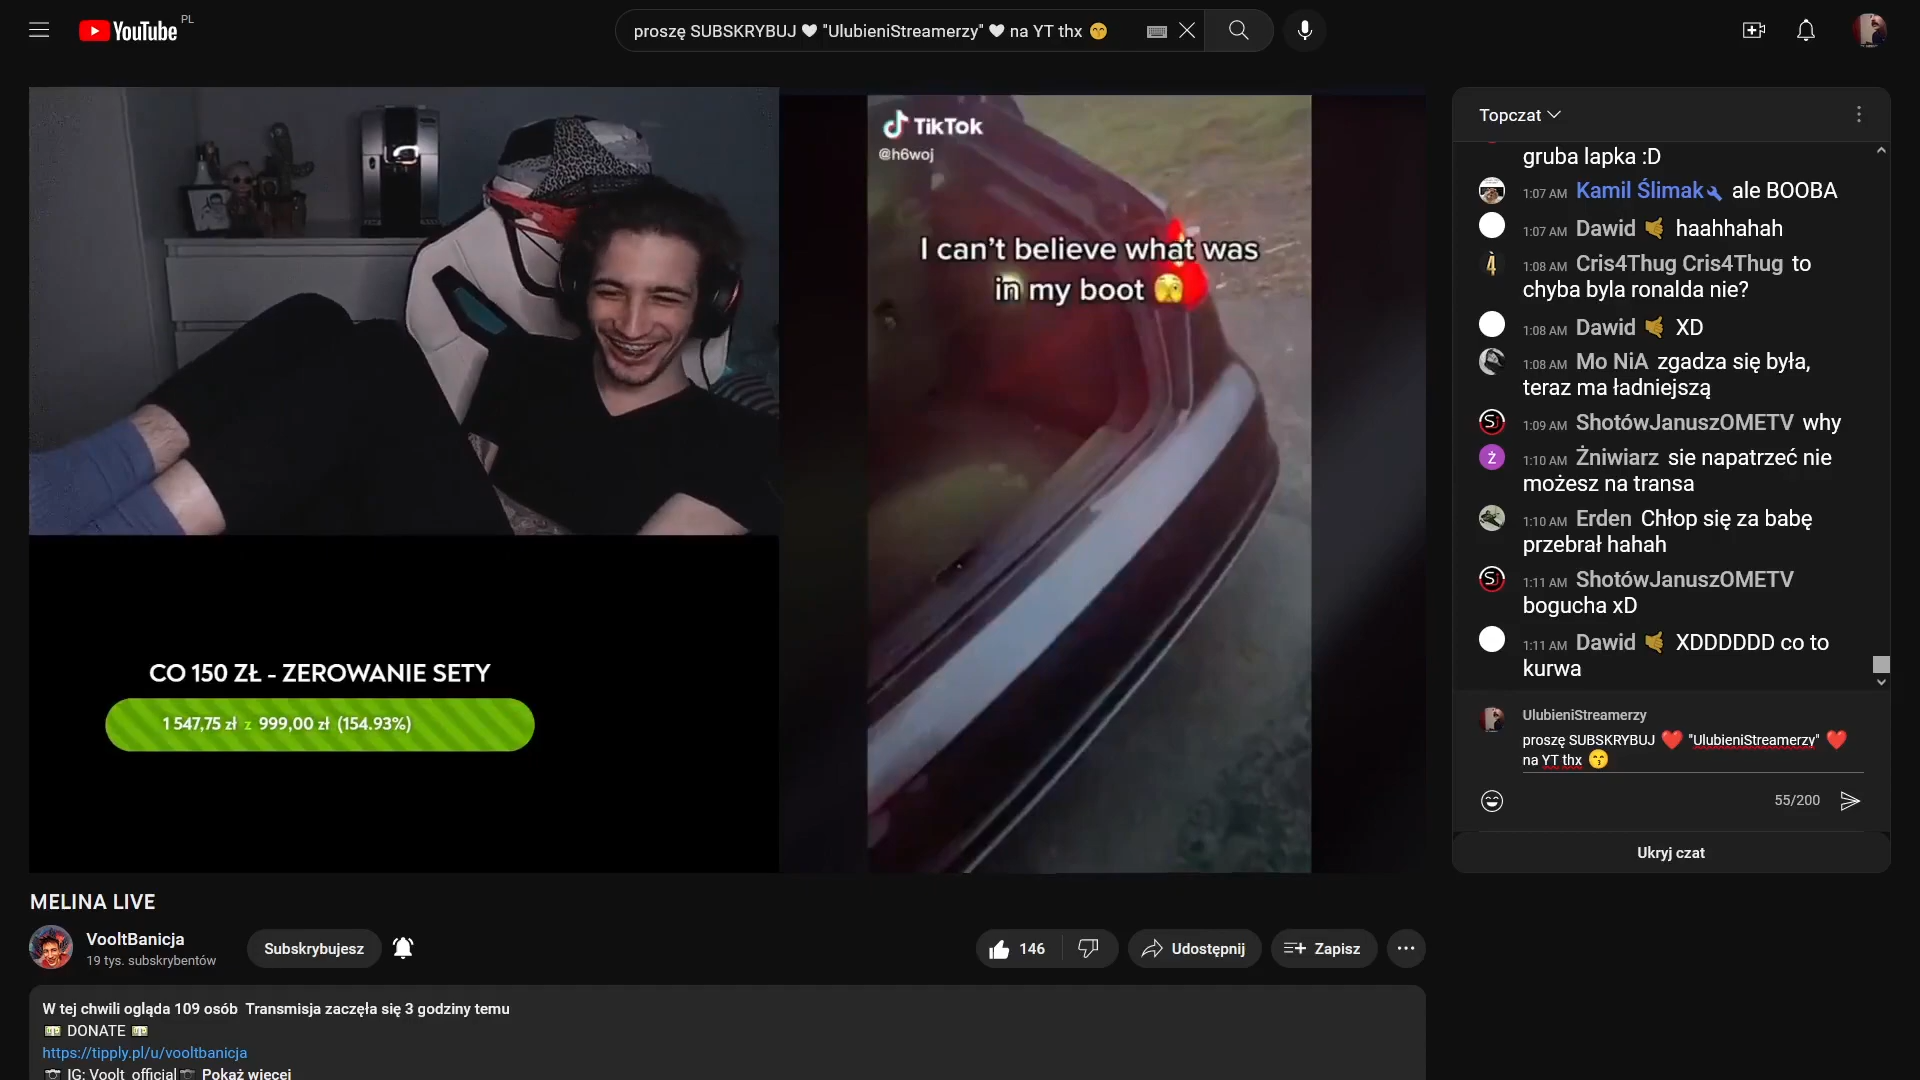 YouTube PL
proszę SUBSKRYBUJ 🤍 "UlubieniStreamerzy" 🤍 na YT thx 😙
TikTok
@h6woj
I can't believe what was
in my boot 🫣
CO 150 ZŁ - ZEROWANIE SETY
1 547,75 zł z 999,00 zł (154.93%)
MELINA LIVE
VooltBanicja
19 tys. subskrybentów
Subskrybujesz
146
Udostępnij
Zapisz
W tej chwili ogląda 109 osób Transmisja zaczęła się 3 godziny temu
💵 DONATE 💵
https://tipply.pl/u/vooltbanicja
📷 IG: Voolt_official📷 Pokaż więcej
Topczat
gruba lapka :D
1:07 AM Kamil Ślimak🔧 ale BOOBA
1:07 AM Dawid 🤙 haahhahah
1:08 AM Cris4Thug Cris4Thug to
chyba byla ronalda nie?
1:08 AM Dawid 🤙 XD
1:08 AM Mo NiA zgadza się była,
teraz ma ładniejszą
1:09 AM ShotówJanuszOMETV why
1:10 AM Żniwiarz sie napatrzeć nie
możesz na transa
1:10 AM Erden Chłop się za babę
przebrał hahah
1:11 AM ShotówJanuszOMETV
bogucha xD
1:11 AM Dawid 🤙 XDDDDDD co to
kurwa
UlubieniStreamerzy
proszę SUBSKRYBUJ ❤️ "UlubieniStreamerzy" ❤️
na YT thx 😙
55/200
Ukryj czat